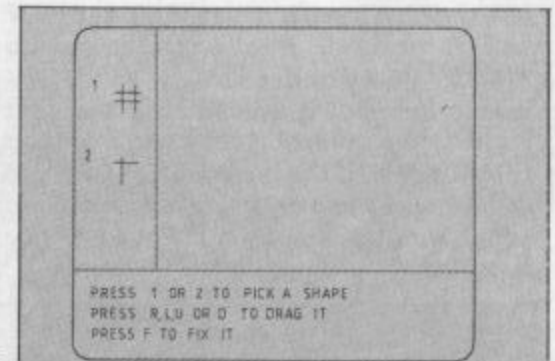 1
2
PRESS 1 OR 2 TO PICK A SHAPE
PRESS R,L,U OR D TO DRAG IT
PRESS F TO FIX IT